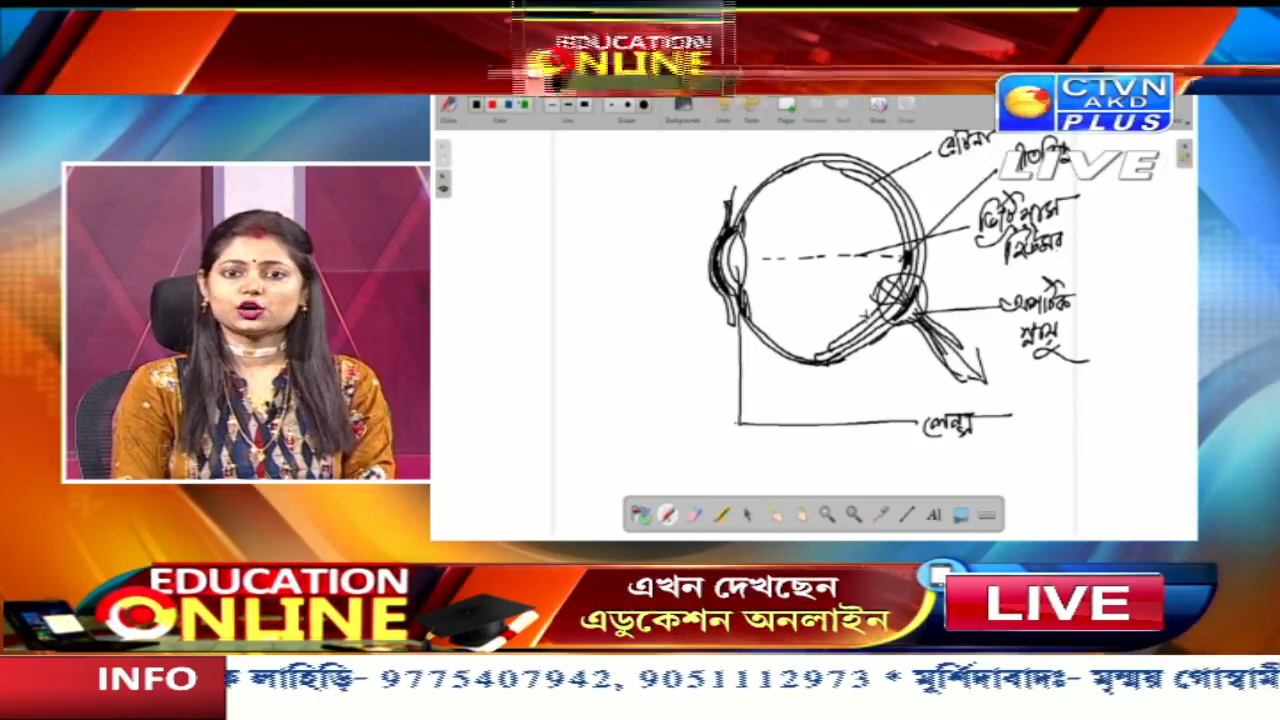 EDUCATION
ONLINE
CTVN
AKD
PLUS
LIVE
রেটিনা
পীতবিন্দু
ভিট্রিয়াস
হিউমর
অপটিক
স্নায়ু
লেন্স
EDUCATION
ONLINE
এখন দেখছেন
এডুকেশন অনলাইন
LIVE
INFO
ক লাহিড়ি- 9775407942, 9051112973 * মুর্শিদাবাদঃ- মৃন্ময় গোস্বামী